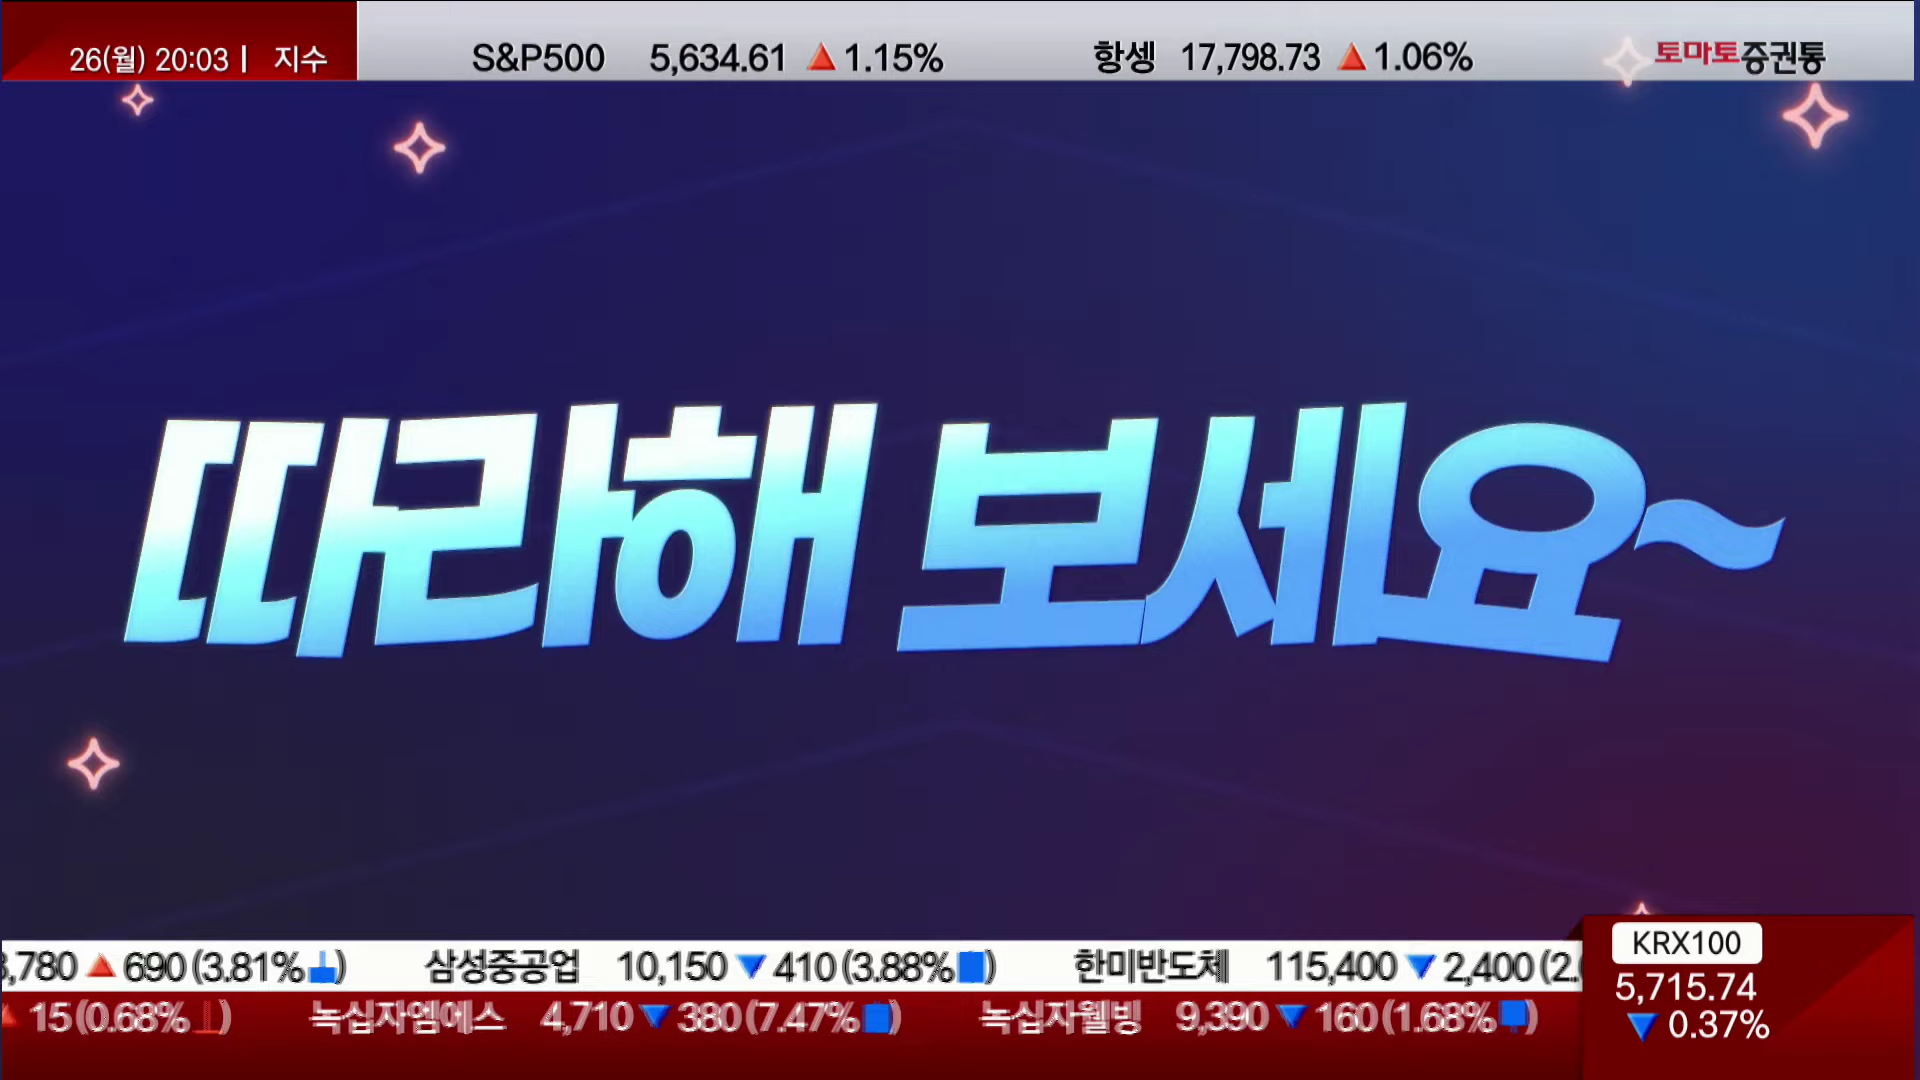 26(월) 20:03 | 지수
S&P500 5,634.61 ▲ 1.15% 항셍 17,798.73 ▲ 1.06%
토마토증권통
따라해 보세요~
,780 ▲ 690 (3.81%) 삼성중공업 10,150 ▼ 410 (3.88%) 한미반도체 115,400 ▼ 2,400 (2.
▲ 15 (0.68%) 녹십자엠에스 4,710 ▼ 380 (7.47%) 녹십자웰빙 9,390 ▼ 160 (1.68%)
KRX100
5,715.74
▼ 0.37%